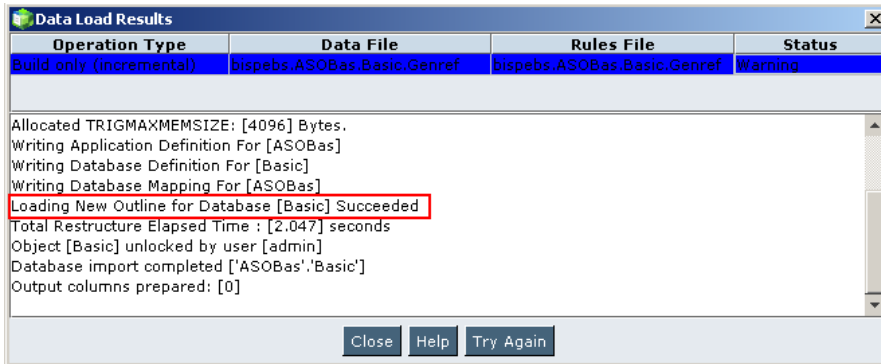 Data Load Results
Operation Type Data File Rules File Status
Build only (incremental) bispebs.ASOBas.Basic.Genref bispebs.ASOBas.Basic.Genref Warning
Allocated TRIGMAXMEMSIZE: [4096] Bytes.
Writing Application Definition For [ASOBas]
Writing Database Definition For [Basic]
Writing Database Mapping For [ASOBas]
Loading New Outline for Database [Basic] Succeeded
Total Restructure Elapsed Time : [2.047] seconds
Object [Basic] unlocked by user [admin]
Database import completed ['ASOBas'.'Basic']
Output columns prepared: [0]
Close Help Try Again